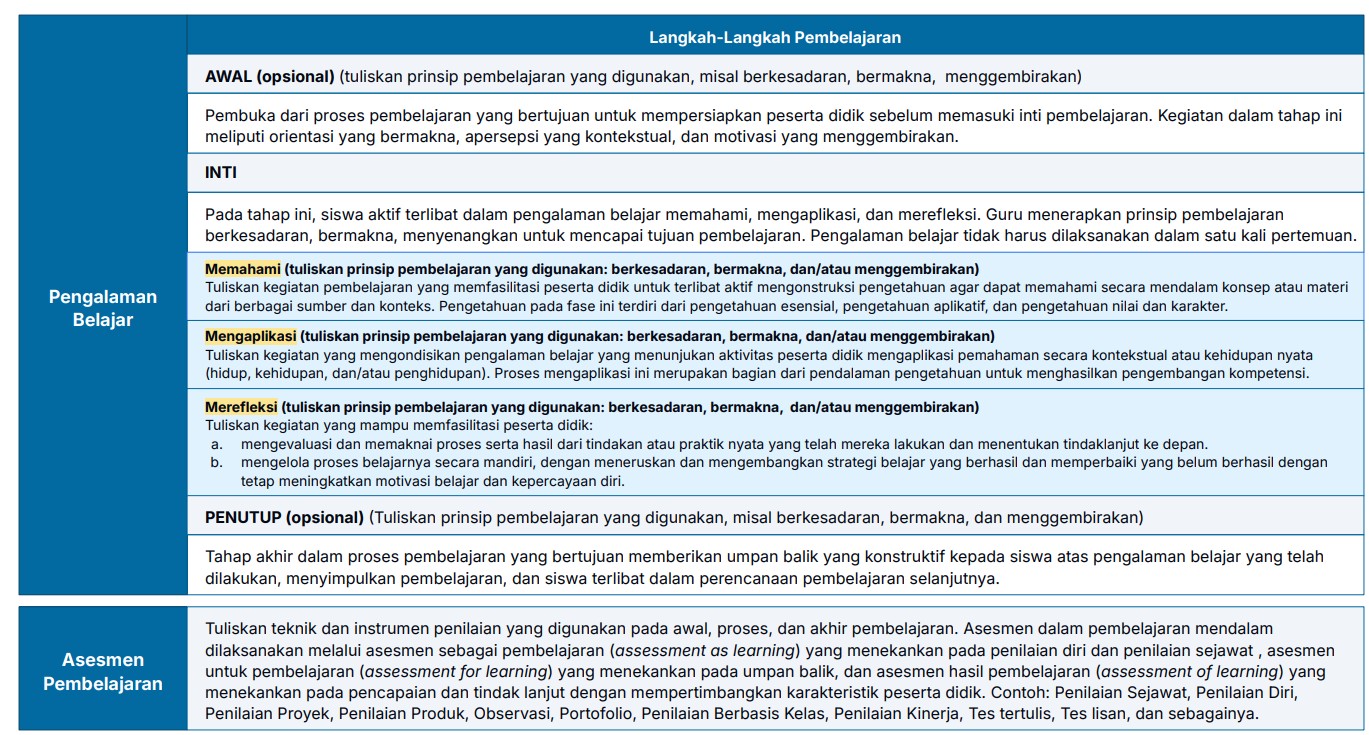 Langkah-Langkah Pembelajaran
Pengalaman
Belajar
AWAL (opsional) (tuliskan prinsip pembelajaran yang digunakan, misal berkesadaran, bermakna, menggembirakan)
Pembuka dari proses pembelajaran yang bertujuan untuk mempersiapkan peserta didik sebelum memasuki inti pembelajaran. Kegiatan dalam tahap ini
meliputi orientasi yang bermakna, apersepsi yang kontekstual, dan motivasi yang menggembirakan.
INTI
Pada tahap ini, siswa aktif terlibat dalam pengalaman belajar memahami, mengaplikasi, dan merefleksi. Guru menerapkan prinsip pembelajaran
berkesadaran, bermakna, menyenangkan untuk mencapai tujuan pembelajaran. Pengalaman belajar tidak harus dilaksanakan dalam satu kali pertemuan.
Memahami (tuliskan prinsip pembelajaran yang digunakan: berkesadaran, bermakna, dan/atau menggembirakan)
Tuliskan kegiatan pembelajaran yang memfasilitasi peserta didik untuk terlibat aktif mengonstruksi pengetahuan agar dapat memahami secara mendalam konsep atau materi
dari berbagai sumber dan konteks. Pengetahuan pada fase ini terdiri dari pengetahuan esensial, pengetahuan aplikatif, dan pengetahuan nilai dan karakter.
Mengaplikasi (tuliskan prinsip pembelajaran yang digunakan: berkesadaran, bermakna, dan/atau menggembirakan)
Tuliskan kegiatan yang mengondisikan pengalaman belajar yang menunjukan aktivitas peserta didik mengaplikasi pemahaman secara kontekstual atau kehidupan nyata
(hidup, kehidupan, dan/atau penghidupan). Proses mengaplikasi ini merupakan bagian dari pendalaman pengetahuan untuk menghasilkan pengembangan kompetensi.
Merefleksi (tuliskan prinsip pembelajaran yang digunakan: berkesadaran, bermakna, dan/atau menggembirakan)
Tuliskan kegiatan yang mampu memfasilitasi peserta didik:
a. mengevaluasi dan memaknai proses serta hasil dari tindakan atau praktik nyata yang telah mereka lakukan dan menentukan tindaklanjut ke depan.
b. mengelola proses belajarnya secara mandiri, dengan meneruskan dan mengembangkan strategi belajar yang berhasil dan memperbaiki yang belum berhasil dengan
tetap meningkatkan motivasi belajar dan kepercayaan diri.
PENUTUP (opsional) (Tuliskan prinsip pembelajaran yang digunakan, misal berkesadaran, bermakna, dan menggembirakan)
Tahap akhir dalam proses pembelajaran yang bertujuan memberikan umpan balik yang konstruktif kepada siswa atas pengalaman belajar yang telah
dilakukan, menyimpulkan pembelajaran, dan siswa terlibat dalam perencanaan pembelajaran selanjutnya.
Asesmen
Pembelajaran
Tuliskan teknik dan instrumen penilaian yang digunakan pada awal, proses, dan akhir pembelajaran. Asesmen dalam pembelajaran mendalam
dilaksanakan melalui asesmen sebagai pembelajaran (assessment as learning) yang menekankan pada penilaian diri dan penilaian sejawat , asesmen
untuk pembelajaran (assessment for learning) yang menekankan pada umpan balik, dan asesmen hasil pembelajaran (assessment of learning) yang
menekankan pada pencapaian dan tindak lanjut dengan mempertimbangkan karakteristik peserta didik. Contoh: Penilaian Sejawat, Penilaian Diri,
Penilaian Proyek, Penilaian Produk, Observasi, Portofolio, Penilaian Berbasis Kelas, Penilaian Kinerja, Tes tertulis, Tes lisan, dan sebagainya.